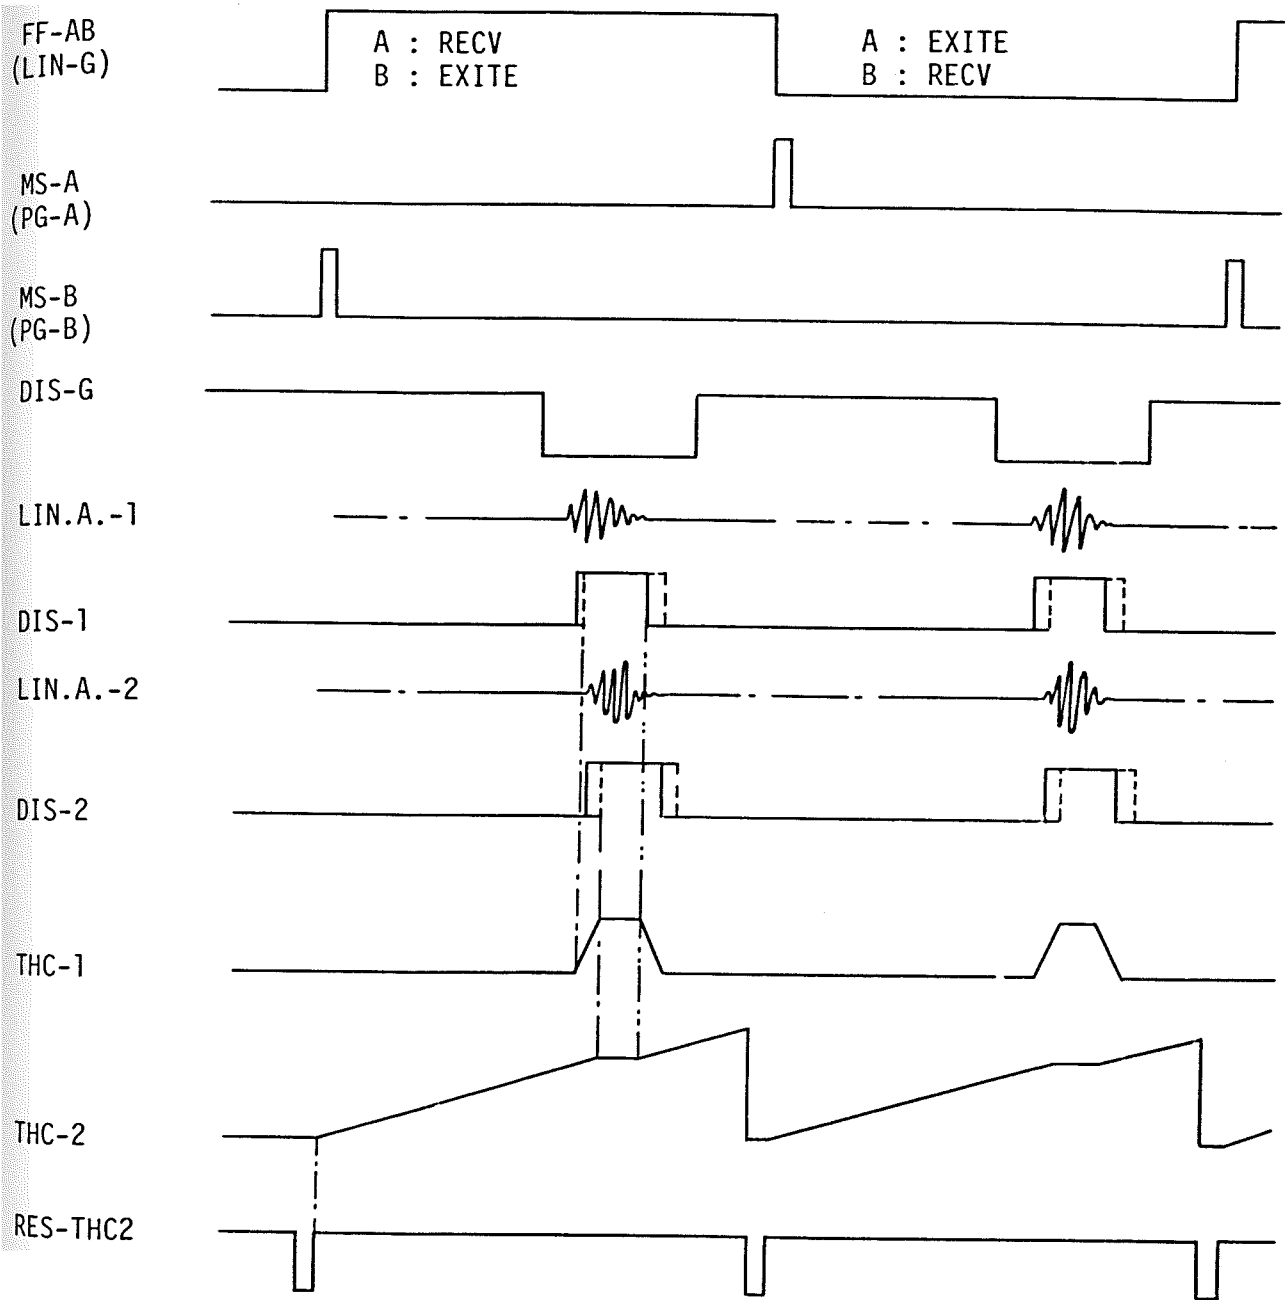 FF-AB
(LIN-G)
A : RECV
B : EXITE
A : EXITE
B : RECV
MS-A
(PG-A)
MS-B
(PG-B)
DIS-G
LIN.A.-1
DIS-1
LIN.A.-2
DIS-2
THC-1
THC-2
RES-THC2